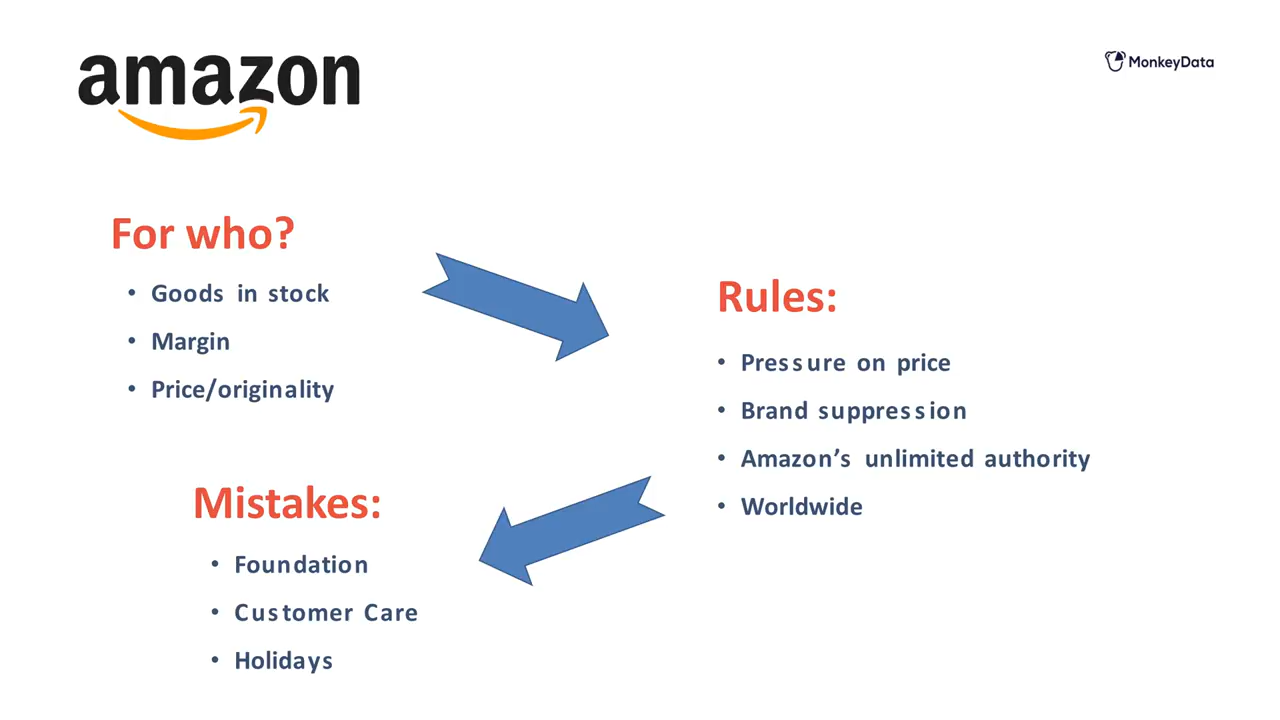 amazon
MonkeyData
For who?
• Goods in stock
• Margin
• Price/originality
Rules:
• Pressure on price
• Brand suppression
• Amazon’s unlimited authority
• Worldwide
Mistakes:
• Foundation
• Customer Care
• Holidays